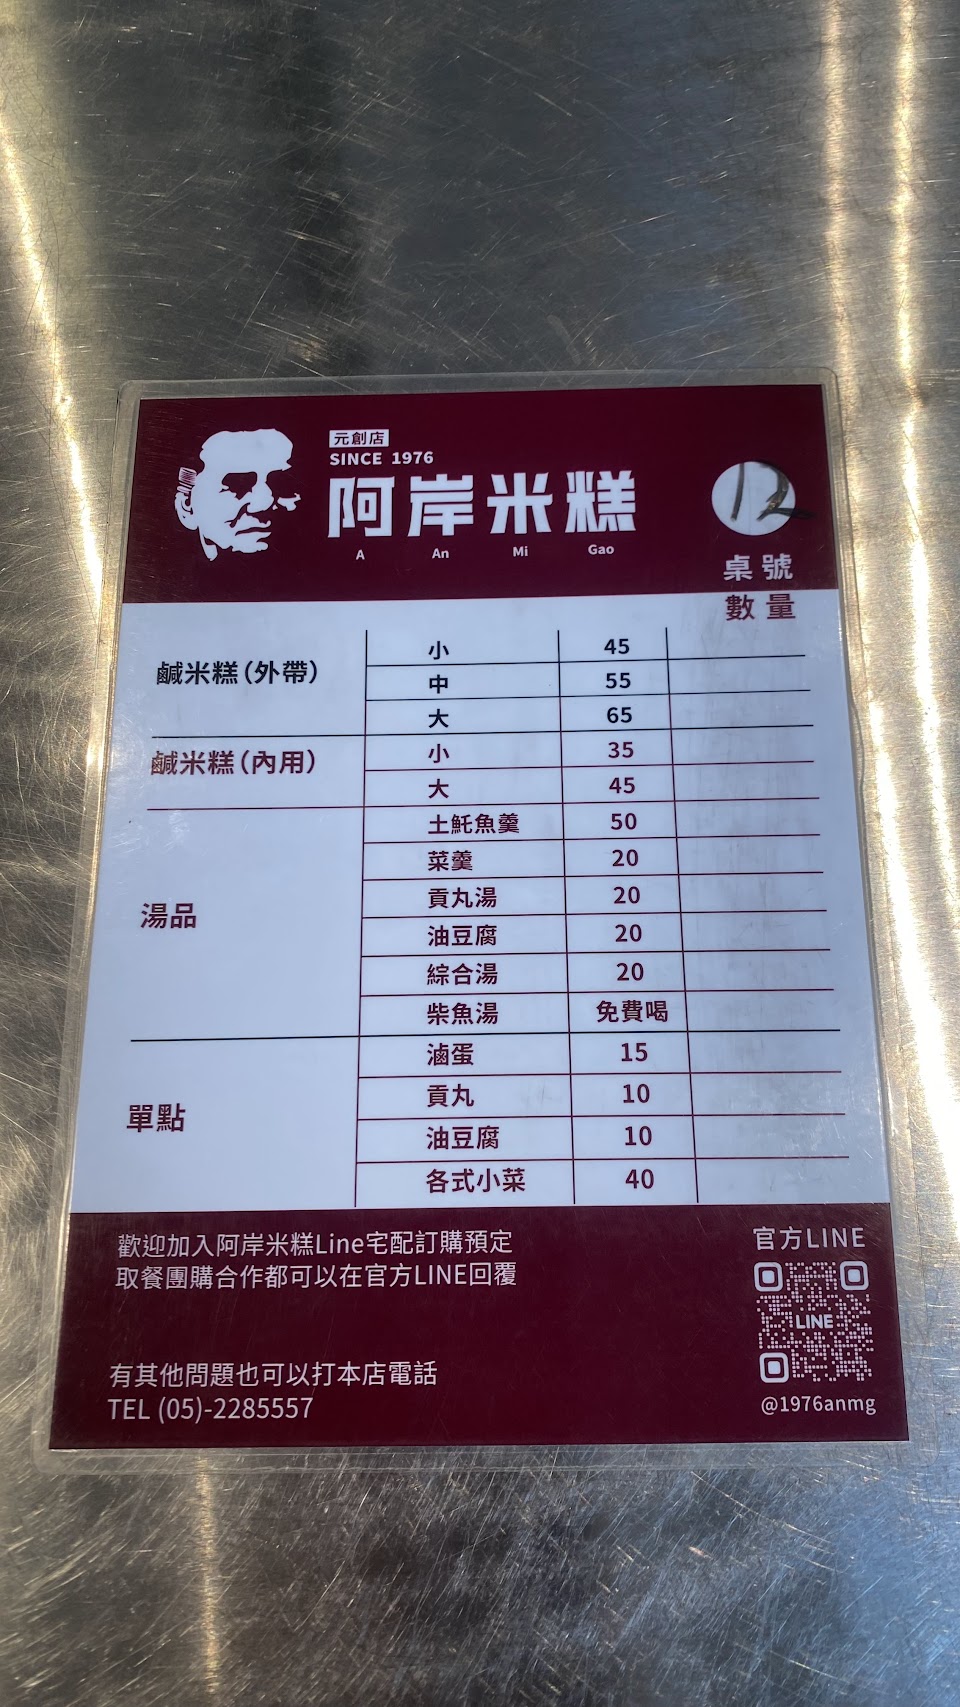 元創店
SINCE 1976
阿岸米糕
A An Mi Gao
12
桌號
數量
鹹米糕(外帶) 小 45
中 55
大 65
鹹米糕(內用) 小 35
大 45
湯品 土魠魚羹 50
菜羹 20
貢丸湯 20
油豆腐 20
綜合湯 20
柴魚湯 免費喝
單點 滷蛋 15
貢丸 10
油豆腐 10
各式小菜 40
歡迎加入阿岸米糕Line宅配訂購預定
取餐團購合作都可以在官方LINE回覆
有其他問題也可以打本店電話
TEL (05)-2285557
官方LINE
LINE
@1976anmg